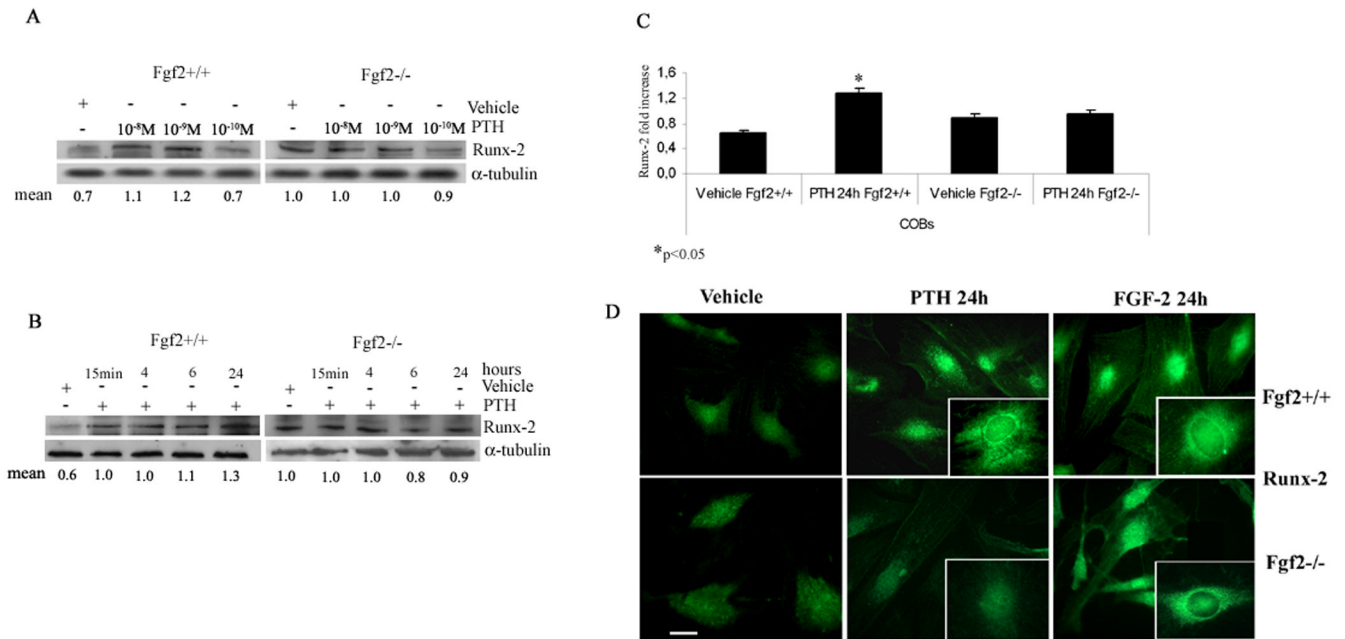 A
Fgf2+/+ Fgf2-/-
+ - - - + - - - Vehicle
- 10⁻⁸M 10⁻⁹M 10⁻¹⁰M - 10⁻⁸M 10⁻⁹M 10⁻¹⁰M PTH
Runx-2
α-tubulin
mean 0.7 1.1 1.2 0.7 1.0 1.0 1.0 0.9
B
Fgf2+/+ Fgf2-/-
15min 4 6 24 15min 4 6 24 hours
+ - - - - + - - - - Vehicle
- + + + + - + + + + PTH
Runx-2
α-tubulin
mean 0.6 1.0 1.0 1.1 1.3 1.0 1.0 1.0 0.8 0.9
C
Runx-2 fold increase
1,6
1,2
0,8
0,4
0,0
*
Vehicle Fgf2+/+ PTH 24h Fgf2+/+ Vehicle Fgf2-/- PTH 24h Fgf2-/-
COBs
*p<0.05
D
Vehicle PTH 24h FGF-2 24h
Fgf2+/+
Runx-2
Fgf2-/-